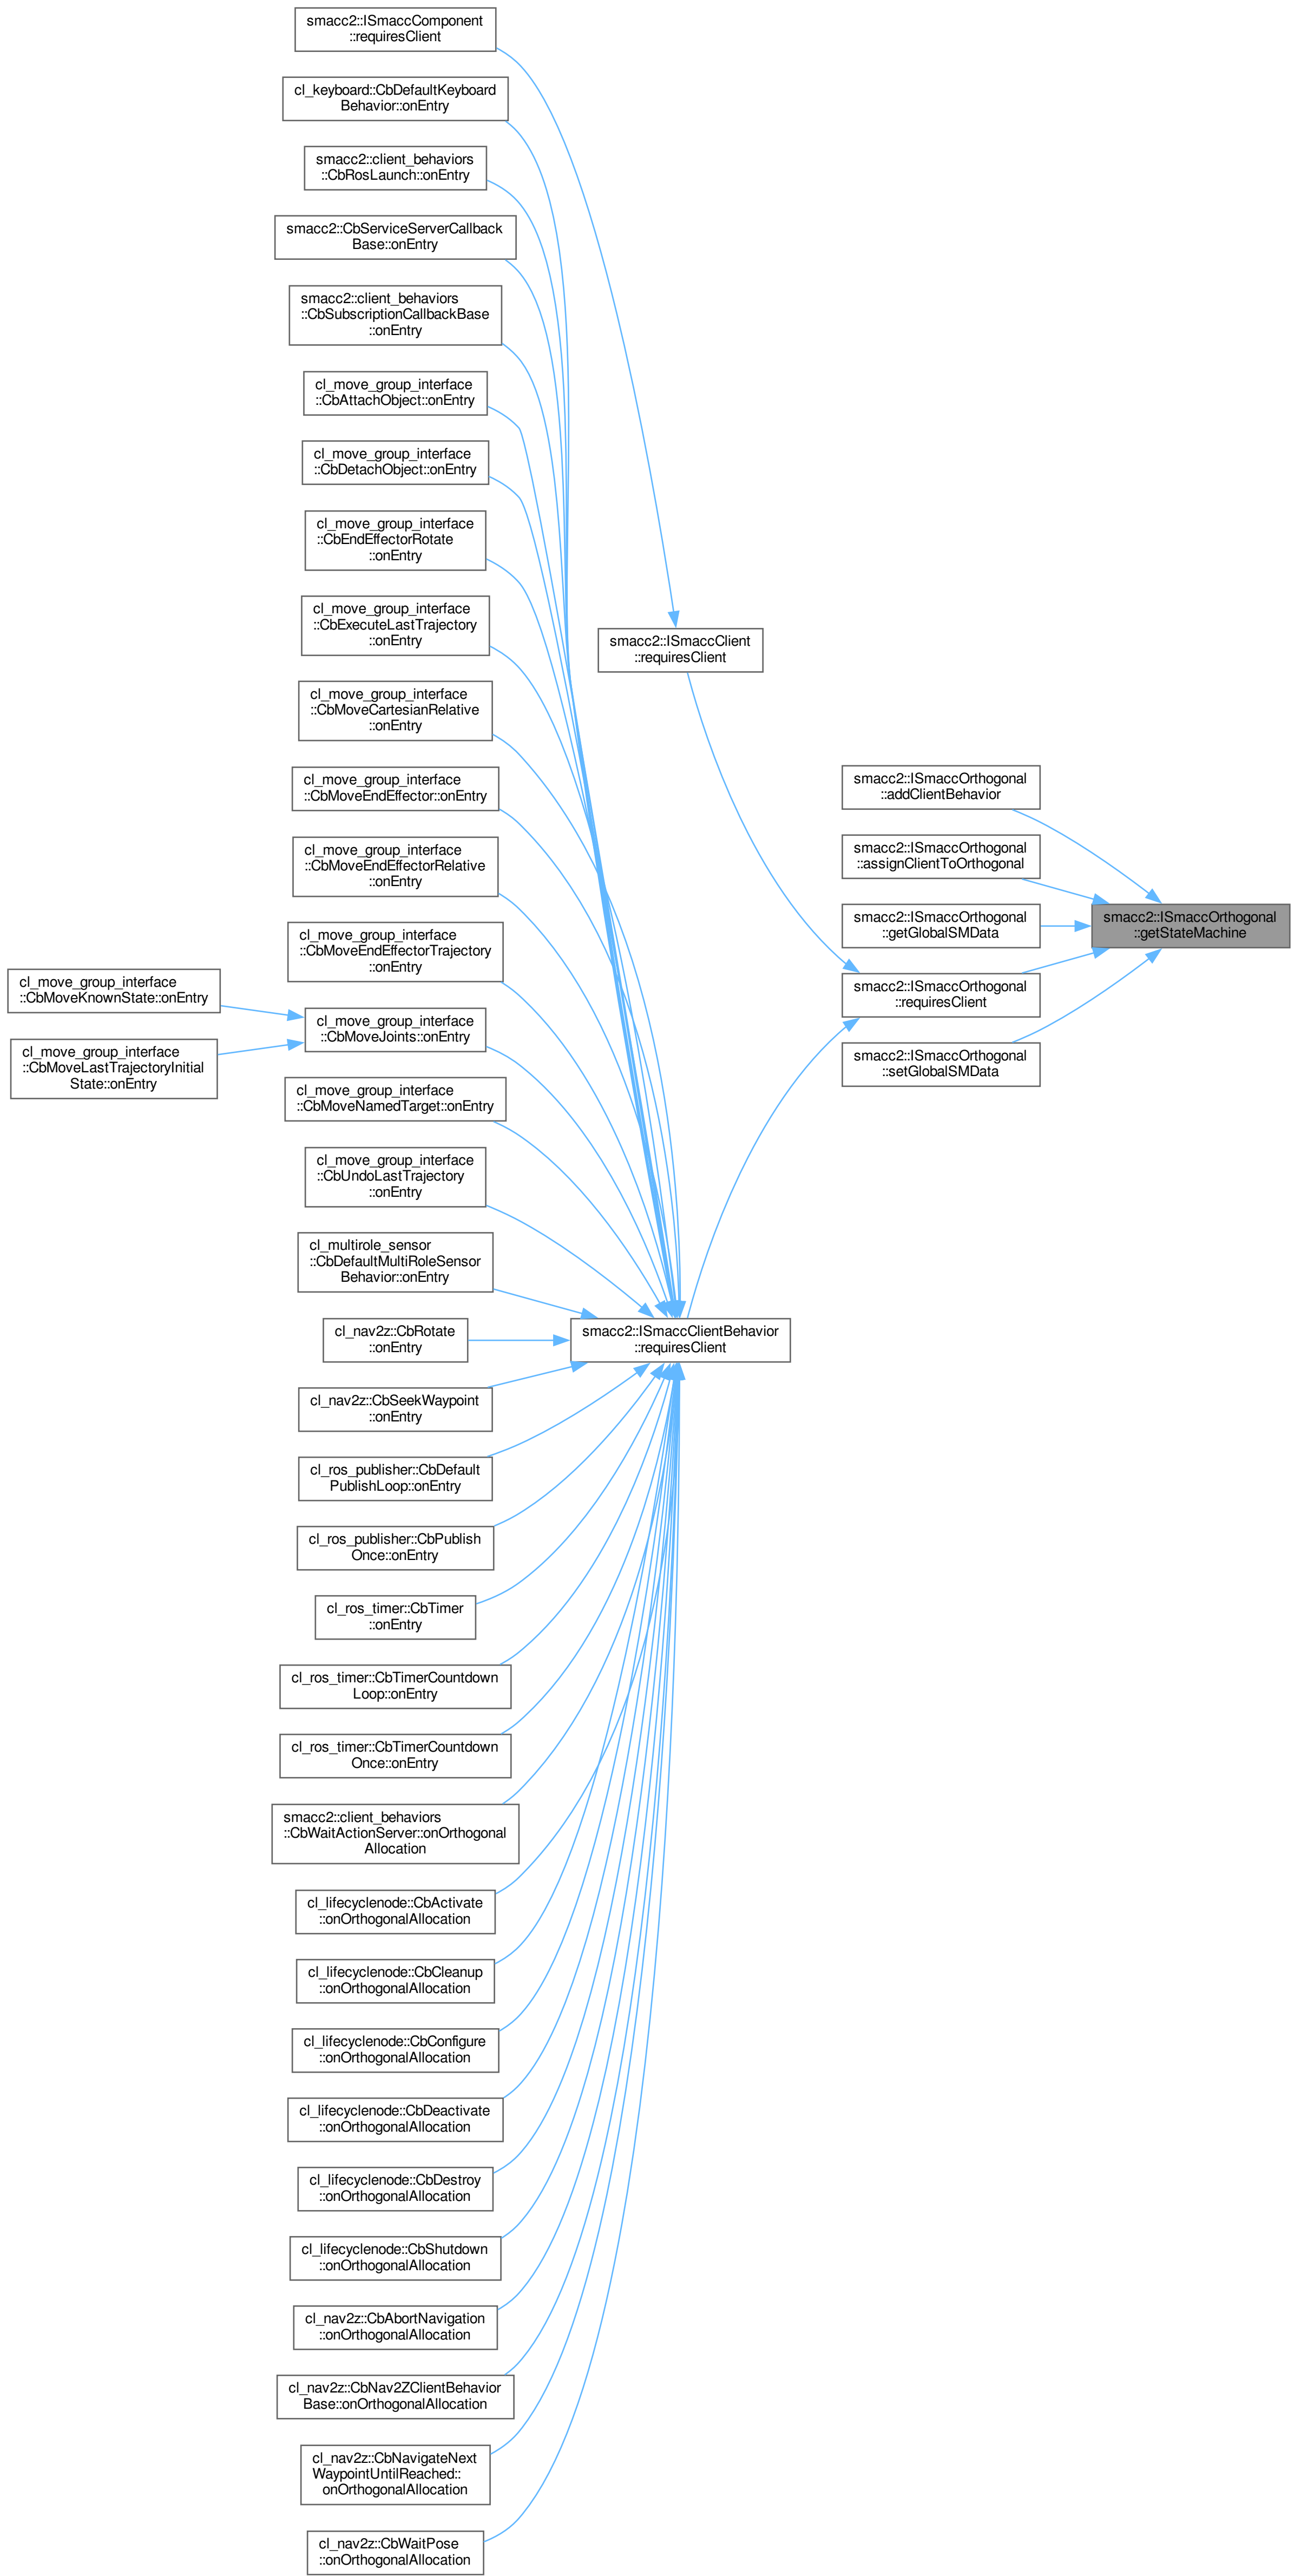 smacc2::ISmaccComponent
::requiresClient
cl_keyboard::CbDefaultKeyboard
Behavior::onEntry
smacc2::client_behaviors
::CbRosLaunch::onEntry
smacc2::CbServiceServerCallback
Base::onEntry
smacc2::client_behaviors
::CbSubscriptionCallbackBase
::onEntry
cl_move_group_interface
::CbAttachObject::onEntry
cl_move_group_interface
::CbDetachObject::onEntry
cl_move_group_interface
::CbEndEffectorRotate
::onEntry
cl_move_group_interface
::CbExecuteLastTrajectory
::onEntry
cl_move_group_interface
::CbMoveCartesianRelative
::onEntry
cl_move_group_interface
::CbMoveEndEffector::onEntry
cl_move_group_interface
::CbMoveEndEffectorRelative
::onEntry
cl_move_group_interface
::CbMoveEndEffectorTrajectory
::onEntry
cl_move_group_interface
::CbMoveKnownState::onEntry
cl_move_group_interface
::CbMoveLastTrajectoryInitial
State::onEntry
cl_move_group_interface
::CbMoveJoints::onEntry
cl_move_group_interface
::CbMoveNamedTarget::onEntry
cl_move_group_interface
::CbUndoLastTrajectory
::onEntry
cl_multirole_sensor
::CbDefaultMultiRoleSensor
Behavior::onEntry
cl_nav2z::CbRotate
::onEntry
cl_nav2z::CbSeekWaypoint
::onEntry
cl_ros_publisher::CbDefault
PublishLoop::onEntry
cl_ros_publisher::CbPublish
Once::onEntry
cl_ros_timer::CbTimer
::onEntry
cl_ros_timer::CbTimerCountdown
Loop::onEntry
cl_ros_timer::CbTimerCountdown
Once::onEntry
smacc2::client_behaviors
::CbWaitActionServer::onOrthogonal
Allocation
cl_lifecyclenode::CbActivate
::onOrthogonalAllocation
cl_lifecyclenode::CbCleanup
::onOrthogonalAllocation
cl_lifecyclenode::CbConfigure
::onOrthogonalAllocation
cl_lifecyclenode::CbDeactivate
::onOrthogonalAllocation
cl_lifecyclenode::CbDestroy
::onOrthogonalAllocation
cl_lifecyclenode::CbShutdown
::onOrthogonalAllocation
cl_nav2z::CbAbortNavigation
::onOrthogonalAllocation
cl_nav2z::CbNav2ZClientBehavior
Base::onOrthogonalAllocation
cl_nav2z::CbNavigateNext
WaypointUntilReached::
onOrthogonalAllocation
cl_nav2z::CbWaitPose
::onOrthogonalAllocation
smacc2::ISmaccClient
::requiresClient
smacc2::ISmaccClientBehavior
::requiresClient
smacc2::ISmaccOrthogonal
::addClientBehavior
smacc2::ISmaccOrthogonal
::assignClientToOrthogonal
smacc2::ISmaccOrthogonal
::getGlobalSMData
smacc2::ISmaccOrthogonal
::requiresClient
smacc2::ISmaccOrthogonal
::setGlobalSMData
smacc2::ISmaccOrthogonal
::getStateMachine